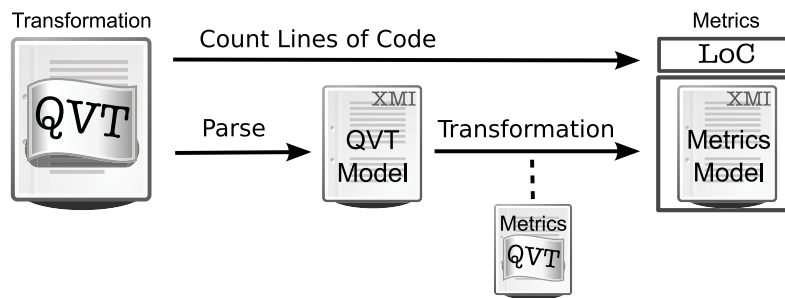 Transformation
Metrics
Count Lines of Code
LoC
QVT
Parse
XMI
QVT
Model
Transformation
XMI
Metrics
Model
Metrics
QVT